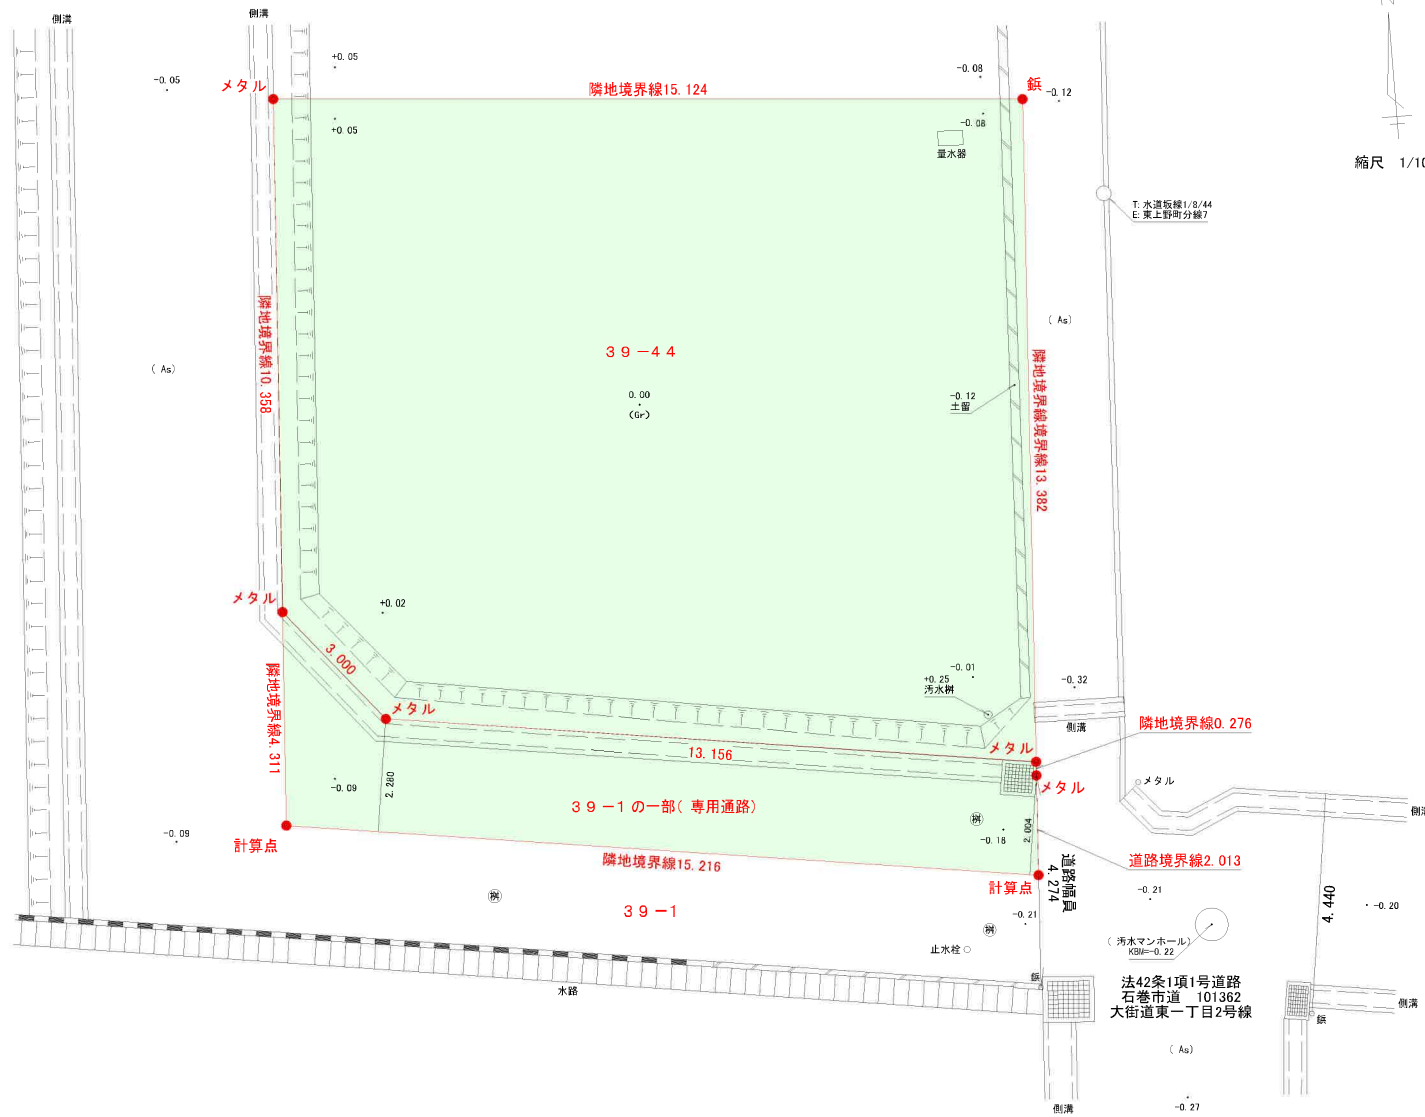 側溝
側溝
-0.05
メタル
+0.05
+0.05
隣地境界線15.124
-0.08
-0.08
鋲
-0.12
量水器
縮尺 1/10
T: 水道坂線1/8/44
E: 東上野町分線7
( As)
( As)
隣地境界線10.358
39-44
0.00
(Gr)
-0.12
土留
隣地境界線境界線13.382
メタル
+0.02
3.000
隣地境界線4.311
メタル
-0.01
+0.25
汚水桝
-0.32
側溝
隣地境界線0.276
メタル
13.156
メタル
メタル
-0.09
2.280
39-1の一部( 専用通路)
桝
-0.18
2.004
-0.09
計算点
隣地境界線15.216
道路境界線2.013
計算点
道路幅員
4.274
側溝
桝
39-1
-0.21
桝
止水栓
-0.21
4.440
-0.20
( 汚水マンホール)
KBM=-0.22
鋲
水路
法42条1項1号道路
石巻市道 101362
大街道東一丁目2号線
側溝
鋲
( As)
-0.27
側溝